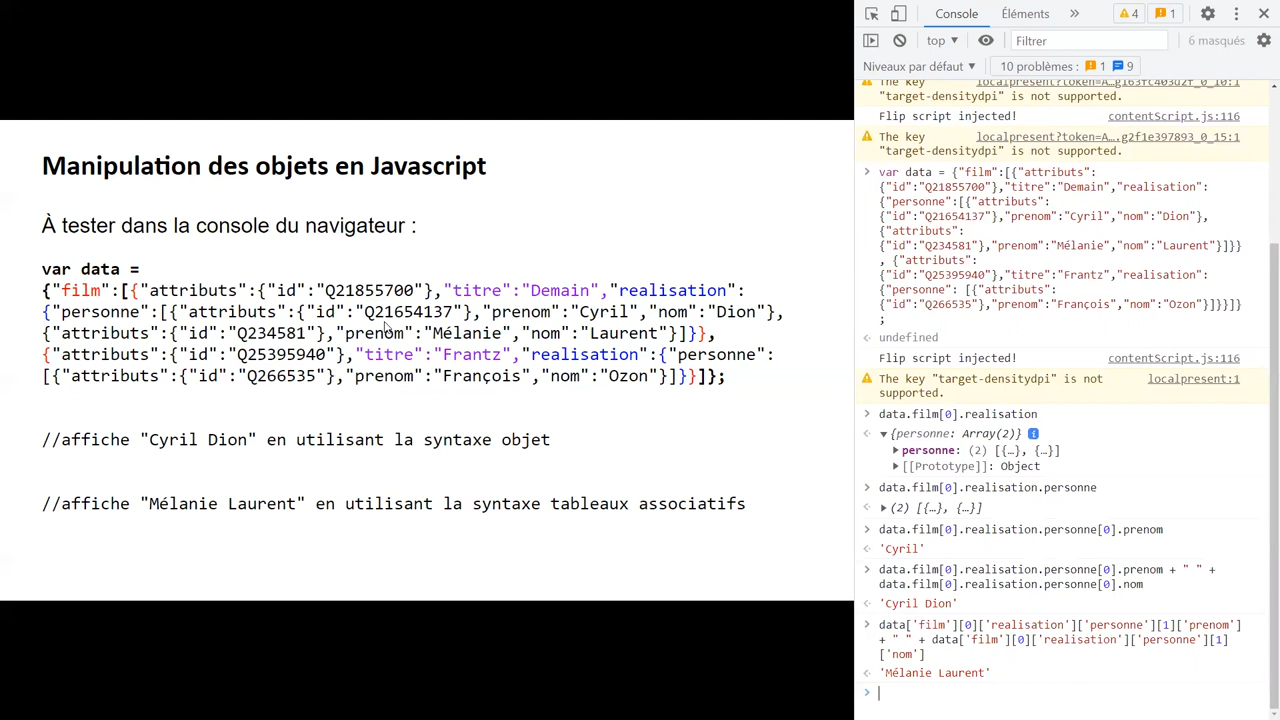 Manipulation des objets en Javascript
À tester dans la console du navigateur :
var data =
{"film":[{"attributs":{"id":"Q21855700"},"titre":"Demain","realisation":
{"personne":[{"attributs":{"id":"Q21654137"},"prenom":"Cyril","nom":"Dion"},
{"attributs":{"id":"Q234581"},"prenom":"Mélanie","nom":"Laurent"}]}},
{"attributs":{"id":"Q25395940"},"titre":"Frantz","realisation":{"personne":
[{"attributs":{"id":"Q266535"},"prenom":"François","nom":"Ozon"}]}}]};
//affiche "Cyril Dion" en utilisant la syntaxe objet
//affiche "Mélanie Laurent" en utilisant la syntaxe tableaux associatifs
Console Éléments 4 1
top Filtrer 6 masqués
Niveaux par défaut 10 problèmes : 1 9
The key
"target-densitydpi" is not supported.
Flip script injected! contentScript.js:116
The key localpresent?token=A….g2f1e397893_0_15:1
"target-densitydpi" is not supported.
var data = {"film":[{"attributs":
{"id":"Q21855700"},"titre":"Demain","realisation":
{"personne":[{"attributs":
{"id":"Q21654137"},"prenom":"Cyril","nom":"Dion"},
{"attributs":
{"id":"Q234581"},"prenom":"Mélanie","nom":"Laurent"}]}}
, {"attributs":
{"id":"Q25395940"},"titre":"Frantz","realisation":
{"personne": [{"attributs":
{"id":"Q266535"},"prenom":"François","nom":"Ozon"}]}}]}
;
undefined
Flip script injected! contentScript.js:116
The key "target-densitydpi" is not localpresent:1
supported.
data.film[0].realisation
{personne: Array(2)}
personne: (2) [{…}, {…}]
[[Prototype]]: Object
data.film[0].realisation.personne
(2) [{…}, {…}]
data.film[0].realisation.personne[0].prenom
'Cyril'
data.film[0].realisation.personne[0].prenom + " " +
data.film[0].realisation.personne[0].nom
'Cyril Dion'
data['film'][0]['realisation']['personne'][1]['prenom']
+ " " + data['film'][0]['realisation']['personne'][1]
['nom']
'Mélanie Laurent'